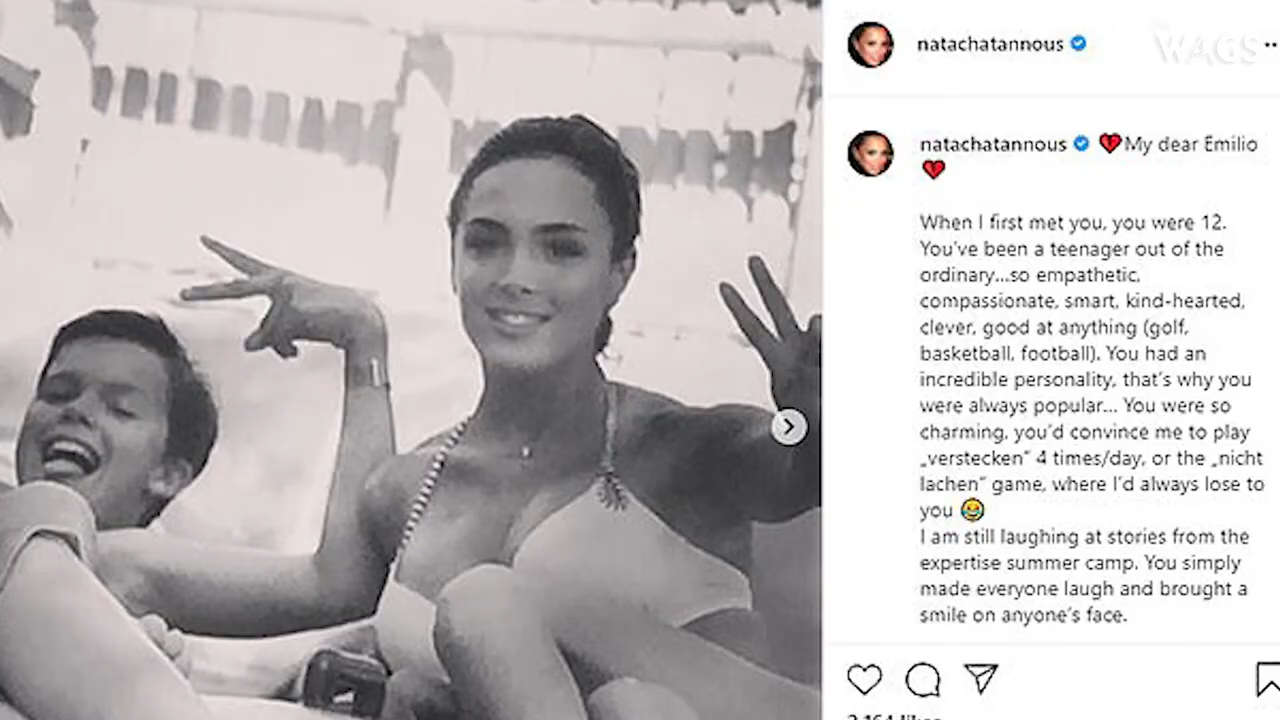 natachatannous
WAGS
natachatannous 💔My dear Emilio
💔
When I first met you, you were 12.
You've been a teenager out of the
ordinary...so empathetic,
compassionate, smart, kind-hearted,
clever, good at anything (golf,
basketball, football). You had an
incredible personality, that's why you
were always popular... You were so
charming, you'd convince me to play
„verstecken“ 4 times/day, or the „nicht
lachen“ game, where I'd always lose to
you 😂
I am still laughing at stories from the
expertise summer camp. You simply
made everyone laugh and brought a
smile on anyone's face.
likes